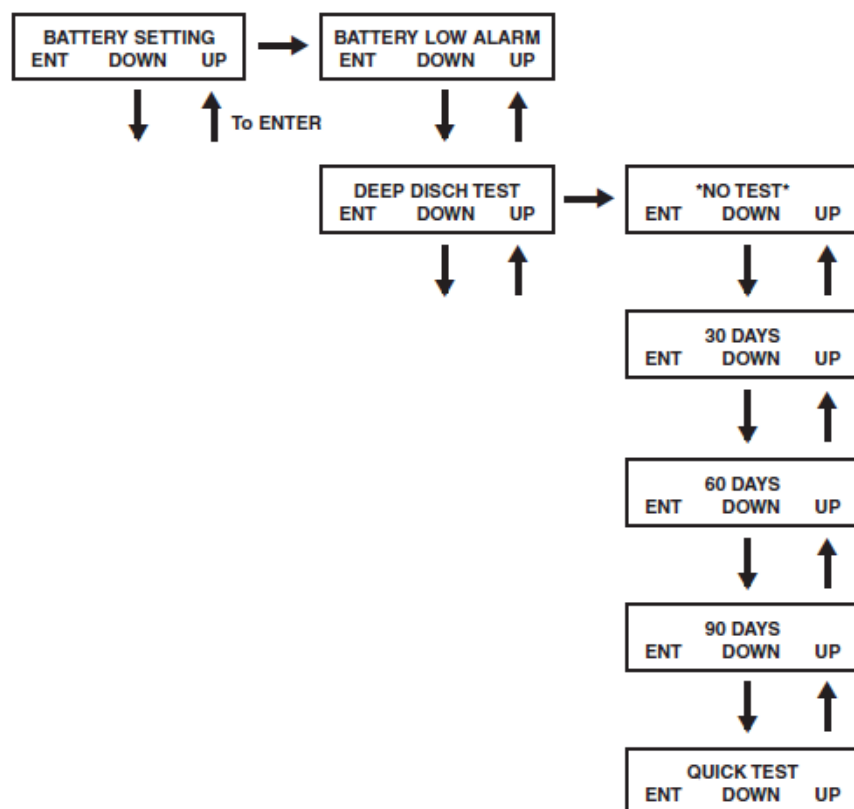 BATTERY SETTING
ENT DOWN UP
BATTERY LOW ALARM
ENT DOWN UP
To ENTER
DEEP DISCH TEST
ENT DOWN UP
*NO TEST*
ENT DOWN UP
30 DAYS
ENT DOWN UP
60 DAYS
ENT DOWN UP
90 DAYS
ENT DOWN UP
QUICK TEST
ENT DOWN UP